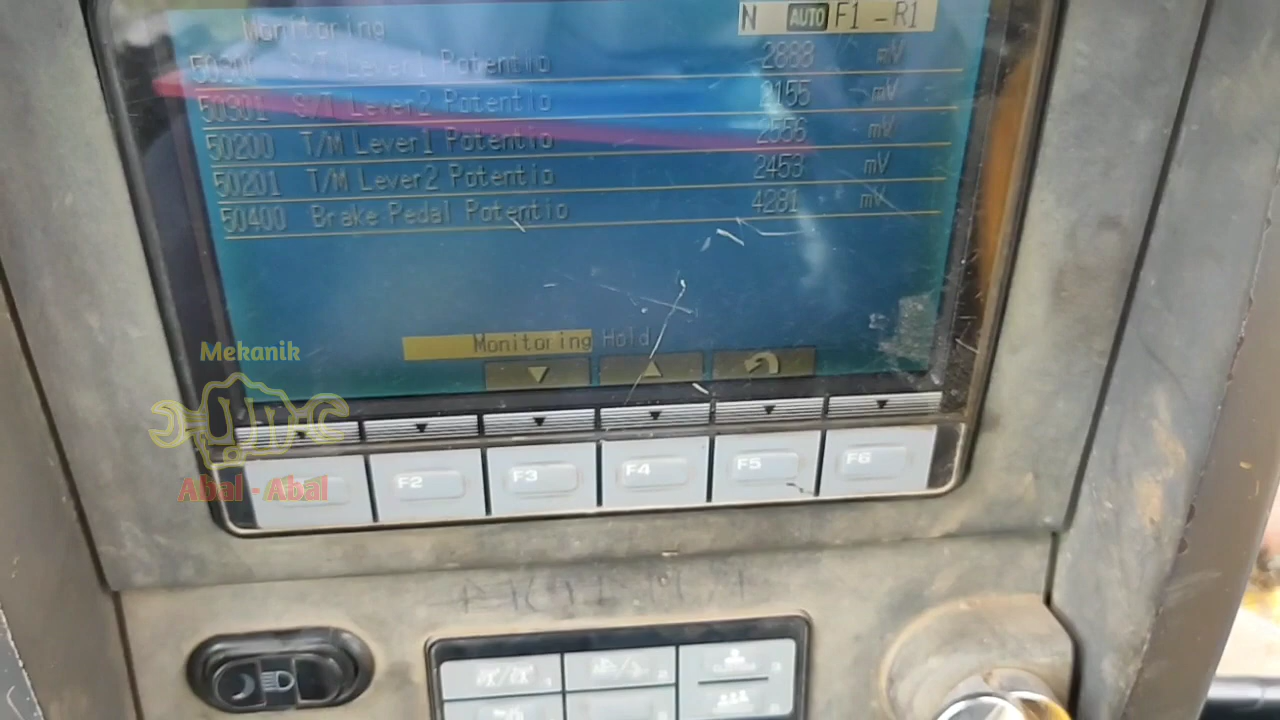 Monitoring
N AUTO F1 - R1
50300 S/T Lever1 Potentio 2888 mV
50301 S/T Lever2 Potentio 2155 mV
50200 T/M Lever1 Potentio 2556 mV
50201 T/M Lever2 Potentio 2453 mV
50400 Brake Pedal Potentio 4281 mV
Monitoring Hold
Mekanik
Abal - Abal
F2 F3 F4 F5 F6